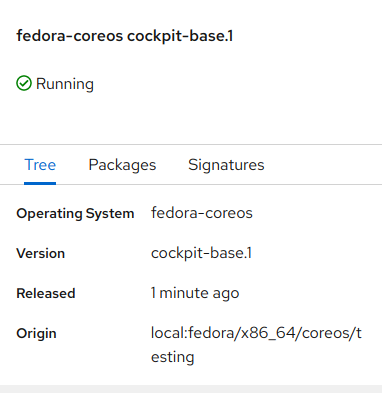 fedora-coreos cockpit-base.1
Running
Tree Packages Signatures
Operating System fedora-coreos
Version cockpit-base.1
Released 1 minute ago
Origin local:fedora/x86_64/coreos/t
esting